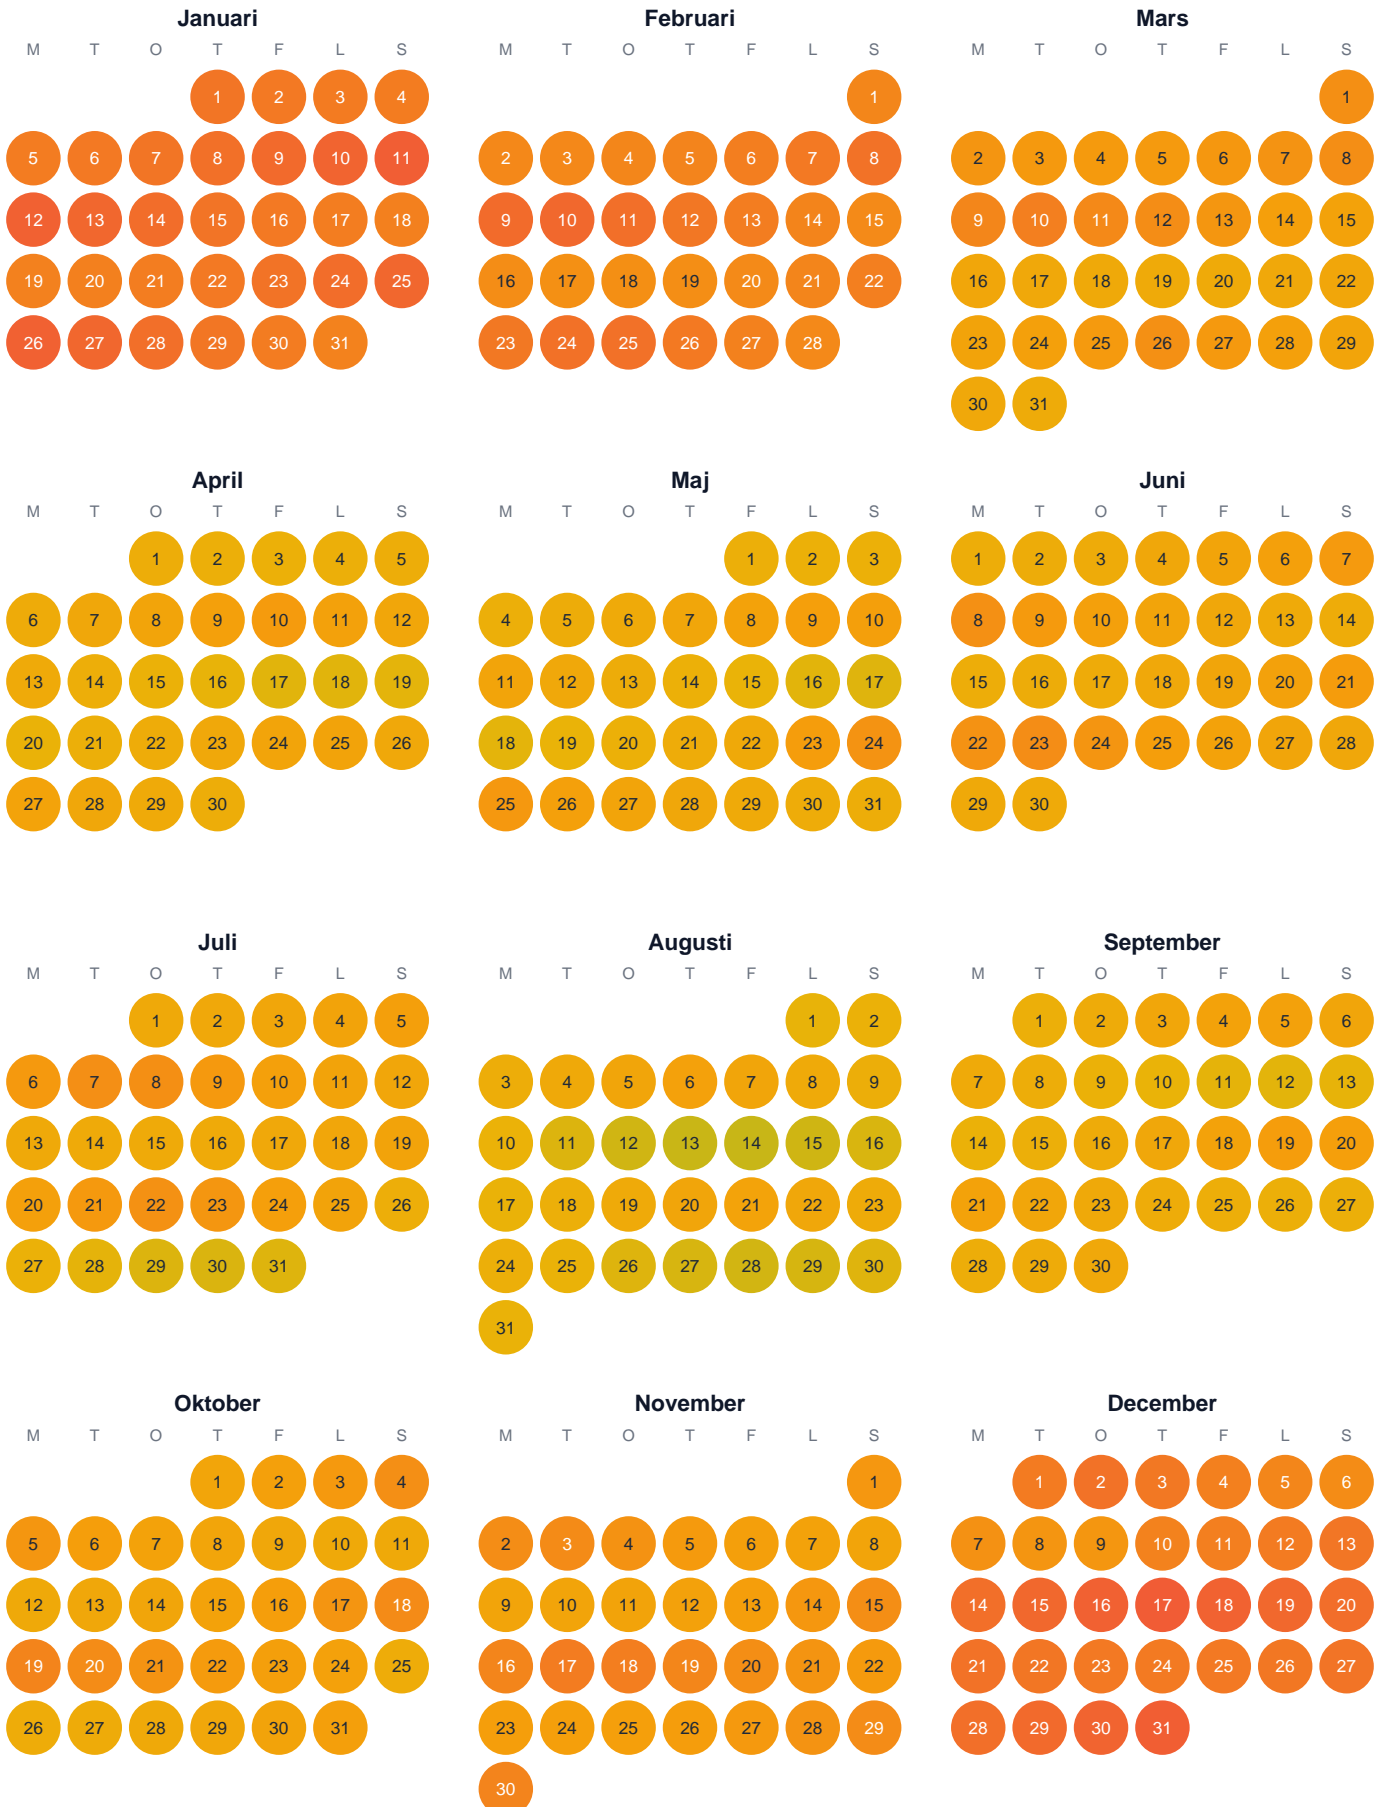 Januari Februari Mars
M T O T F L S M T O T F L S M T O T F L S
1 2 3 4 1 1
5 6 7 8 9 10 11 2 3 4 5 6 7 8 2 3 4 5 6 7 8
12 13 14 15 16 17 18 9 10 11 12 13 14 15 9 10 11 12 13 14 15
19 20 21 22 23 24 25 16 17 18 19 20 21 22 16 17 18 19 20 21 22
26 27 28 29 30 31 23 24 25 26 27 28 23 24 25 26 27 28 29
30 31
April Maj Juni
M T O T F L S M T O T F L S M T O T F L S
1 2 3 4 5 1 2 3 1 2 3 4 5 6 7
6 7 8 9 10 11 12 4 5 6 7 8 9 10 8 9 10 11 12 13 14
13 14 15 16 17 18 19 11 12 13 14 15 16 17 15 16 17 18 19 20 21
20 21 22 23 24 25 26 18 19 20 21 22 23 24 22 23 24 25 26 27 28
27 28 29 30 25 26 27 28 29 30 31 29 30
Juli Augusti September
M T O T F L S M T O T F L S M T O T F L S
1 2 3 4 5 1 2 1 2 3 4 5 6
6 7 8 9 10 11 12 3 4 5 6 7 8 9 7 8 9 10 11 12 13
13 14 15 16 17 18 19 10 11 12 13 14 15 16 14 15 16 17 18 19 20
20 21 22 23 24 25 26 17 18 19 20 21 22 23 21 22 23 24 25 26 27
27 28 29 30 31 24 25 26 27 28 29 30 28 29 30
31
Oktober November December
M T O T F L S M T O T F L S M T O T F L S
1 2 3 4 1 1 2 3 4 5 6
5 6 7 8 9 10 11 2 3 4 5 6 7 8 7 8 9 10 11 12 13
12 13 14 15 16 17 18 9 10 11 12 13 14 15 14 15 16 17 18 19 20
19 20 21 22 23 24 25 16 17 18 19 20 21 22 21 22 23 24 25 26 27
26 27 28 29 30 31 23 24 25 26 27 28 29 28 29 30 31
30